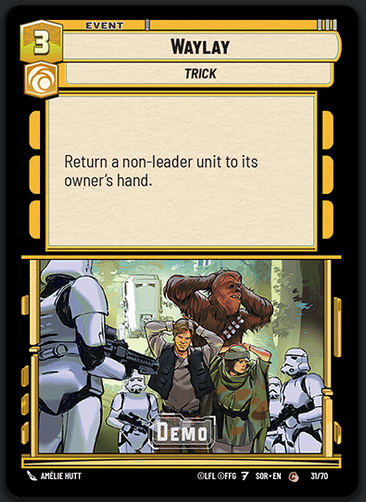 EVENT
3
WAYLAY
TRICK
Return a non-leader unit to its
owner's hand.
DEMO
AMÉLIE HUTT
©LFL ©FFG
SOR • EN
C
31/70